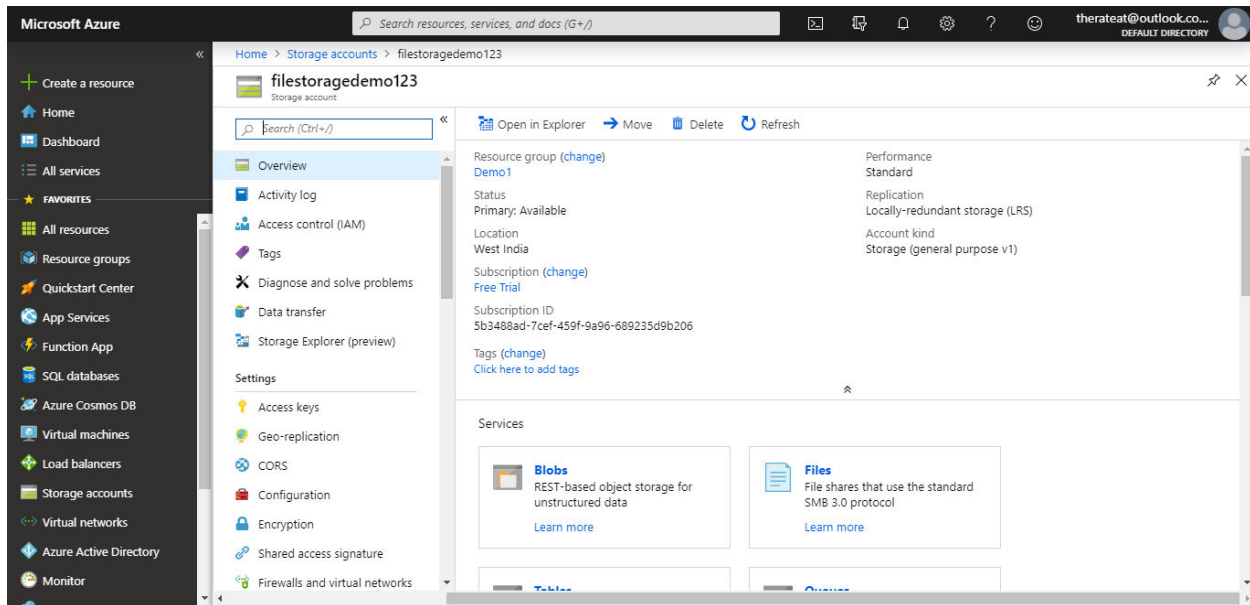 Microsoft Azure
Search resources, services, and docs (G+/)
therateat@outlook.co...
DEFAULT DIRECTORY
Create a resource
Home
Dashboard
All services
FAVORITES
All resources
Resource groups
Quickstart Center
App Services
Function App
SQL databases
Azure Cosmos DB
Virtual machines
Load balancers
Storage accounts
Virtual networks
Azure Active Directory
Monitor
Home > Storage accounts > filestoragedemo123
filestoragedemo123
Storage account
Search (Ctrl+/)
Overview
Activity log
Access control (IAM)
Tags
Diagnose and solve problems
Data transfer
Storage Explorer (preview)
Settings
Access keys
Geo-replication
CORS
Configuration
Encryption
Shared access signature
Firewalls and virtual networks
Open in Explorer Move Delete Refresh
Resource group (change)
Demo1
Status
Primary: Available
Location
West India
Subscription (change)
Free Trial
Subscription ID
5b3488ad-7cef-459f-9a96-689235d9b206
Tags (change)
Click here to add tags
Performance
Standard
Replication
Locally-redundant storage (LRS)
Account kind
Storage (general purpose v1)
Services
Blobs
REST-based object storage for
unstructured data
Learn more
Files
File shares that use the standard
SMB 3.0 protocol
Learn more
Tables
Queues